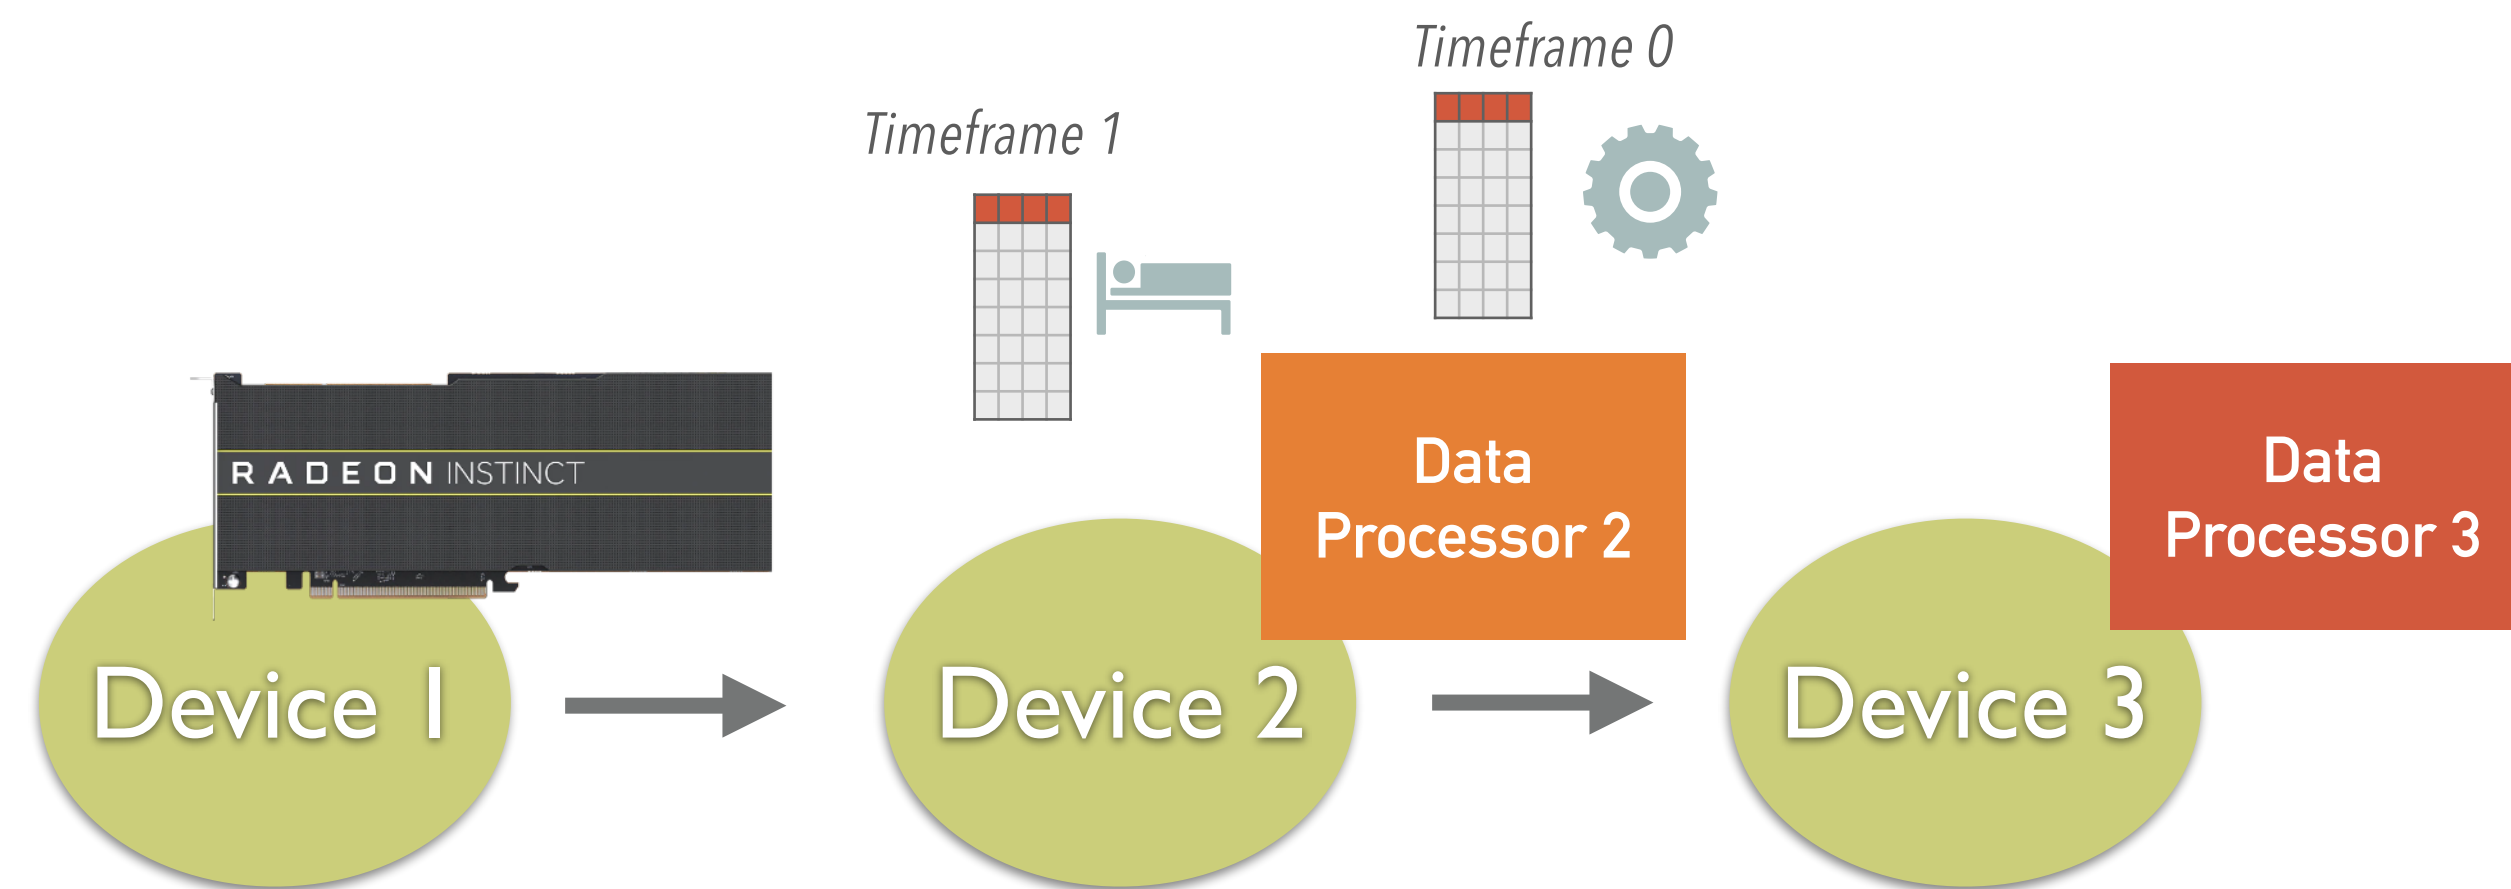 Timeframe 0
Timeframe 1
RADEON INSTINCT
Data
Processor 2
Data
Processor 3
Device 1
Device 2
Device 3